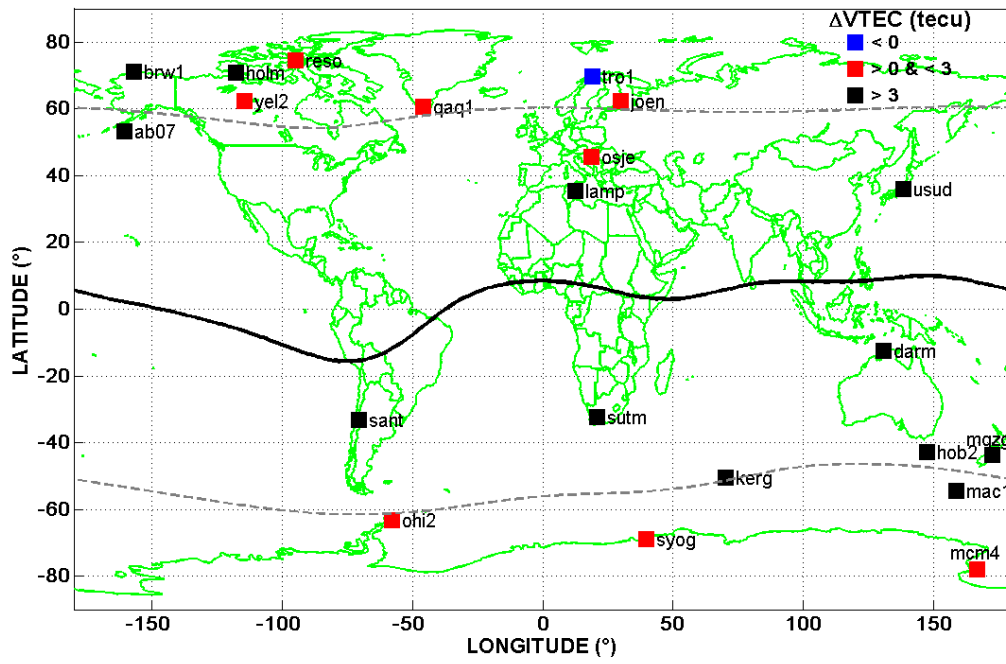 ΔVTEC (tecu)
< 0
> 0 & < 3
> 3
80
60
40
20
0
-20
-40
-60
-80
LATITUDE (°)
reso
brw1
holm
tro1
yel2
qaq1
joen
ab07
osje
lamp
usud
darm
sant
sutm
mqzg
hob2
kerg
mac1
ohi2
syog
mcm4
-150
-100
-50
0
50
100
150
LONGITUDE (°)